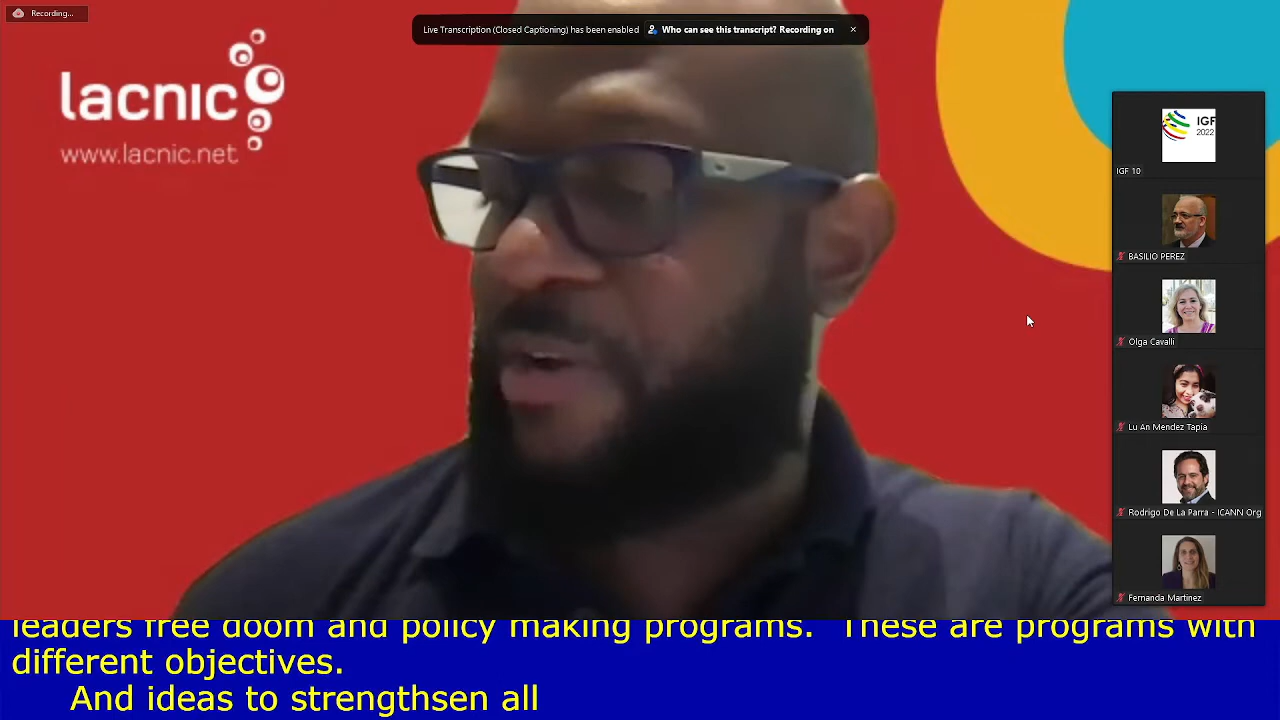 Recording...
Live Transcription (Closed Captioning) has been enabled Who can see this transcript? Recording on
lacnic
www.lacnic.net
IGF
2022
IGF 10
BASILIO PEREZ
Olga Cavalli
Lu An Mendez Tapia
Rodrigo De La Parra - ICANN Org
Fernanda Martinez
leaders free doom and policy making programs. These are programs with
different objectives.
And ideas to strengthsen all